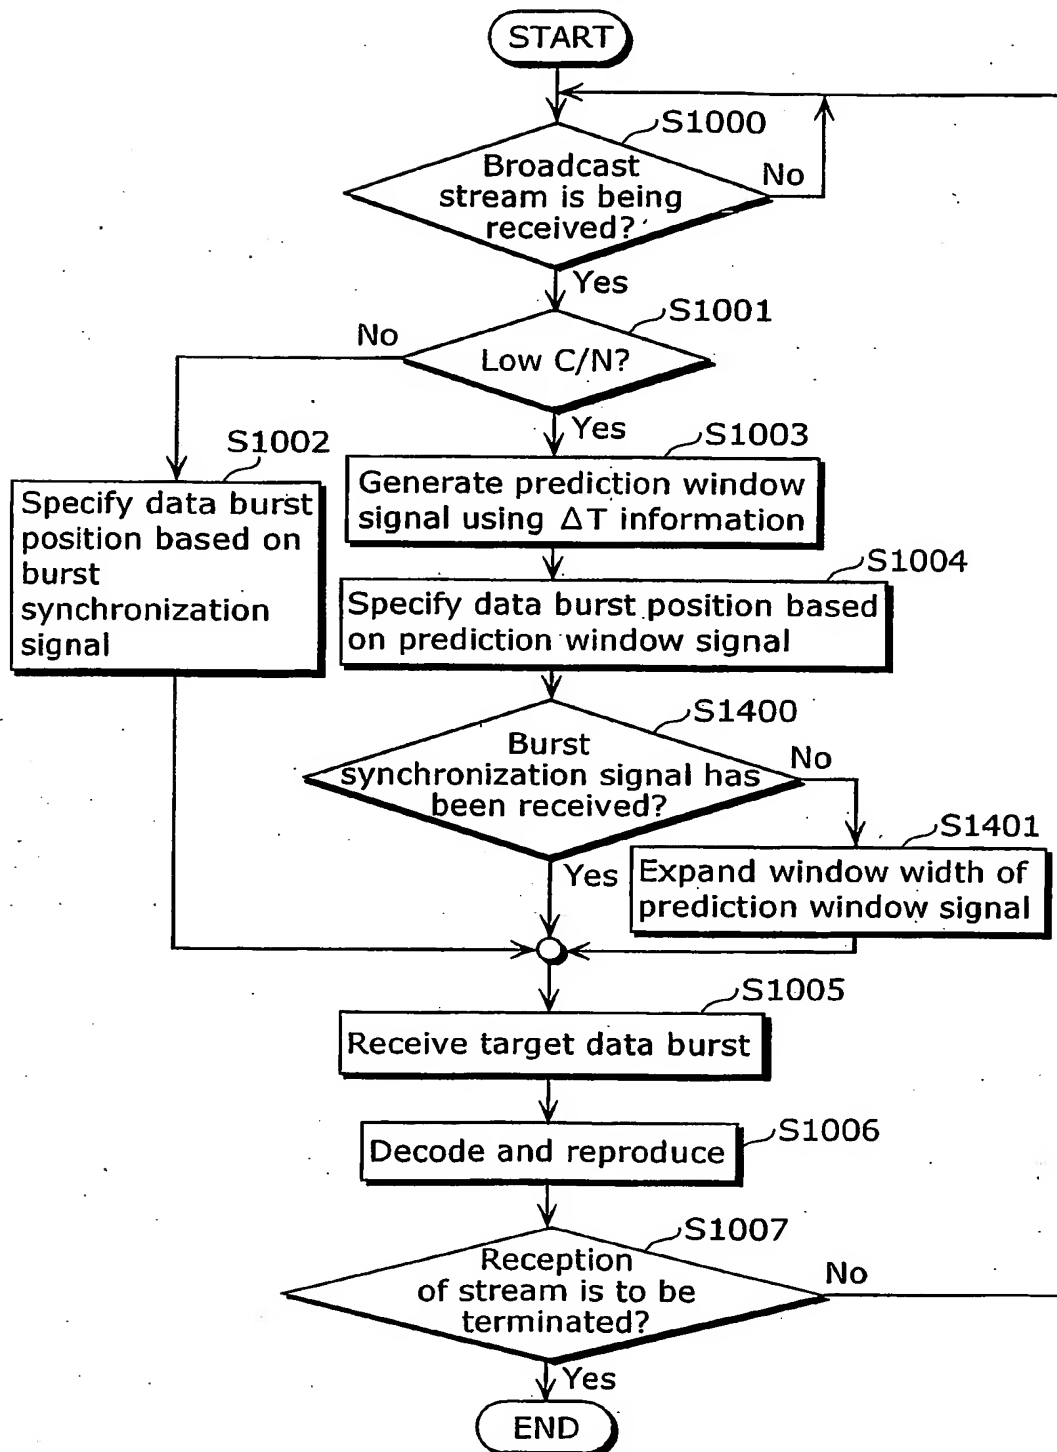 START
S1000
Broadcast
stream is being
received?
No
Yes
S1001
No
Low C/N?
Yes
S1002
Specify data burst
position based on
burst
synchronization
signal
S1003
Generate prediction window
signal using ΔT information
S1004
Specify data burst position based
on prediction window signal
S1400
Burst
synchronization signal has
been received?
No
Yes
S1401
Expand window width of
prediction window signal
S1005
Receive target data burst
S1006
Decode and reproduce
S1007
Reception
of stream is to be
terminated?
No
Yes
END